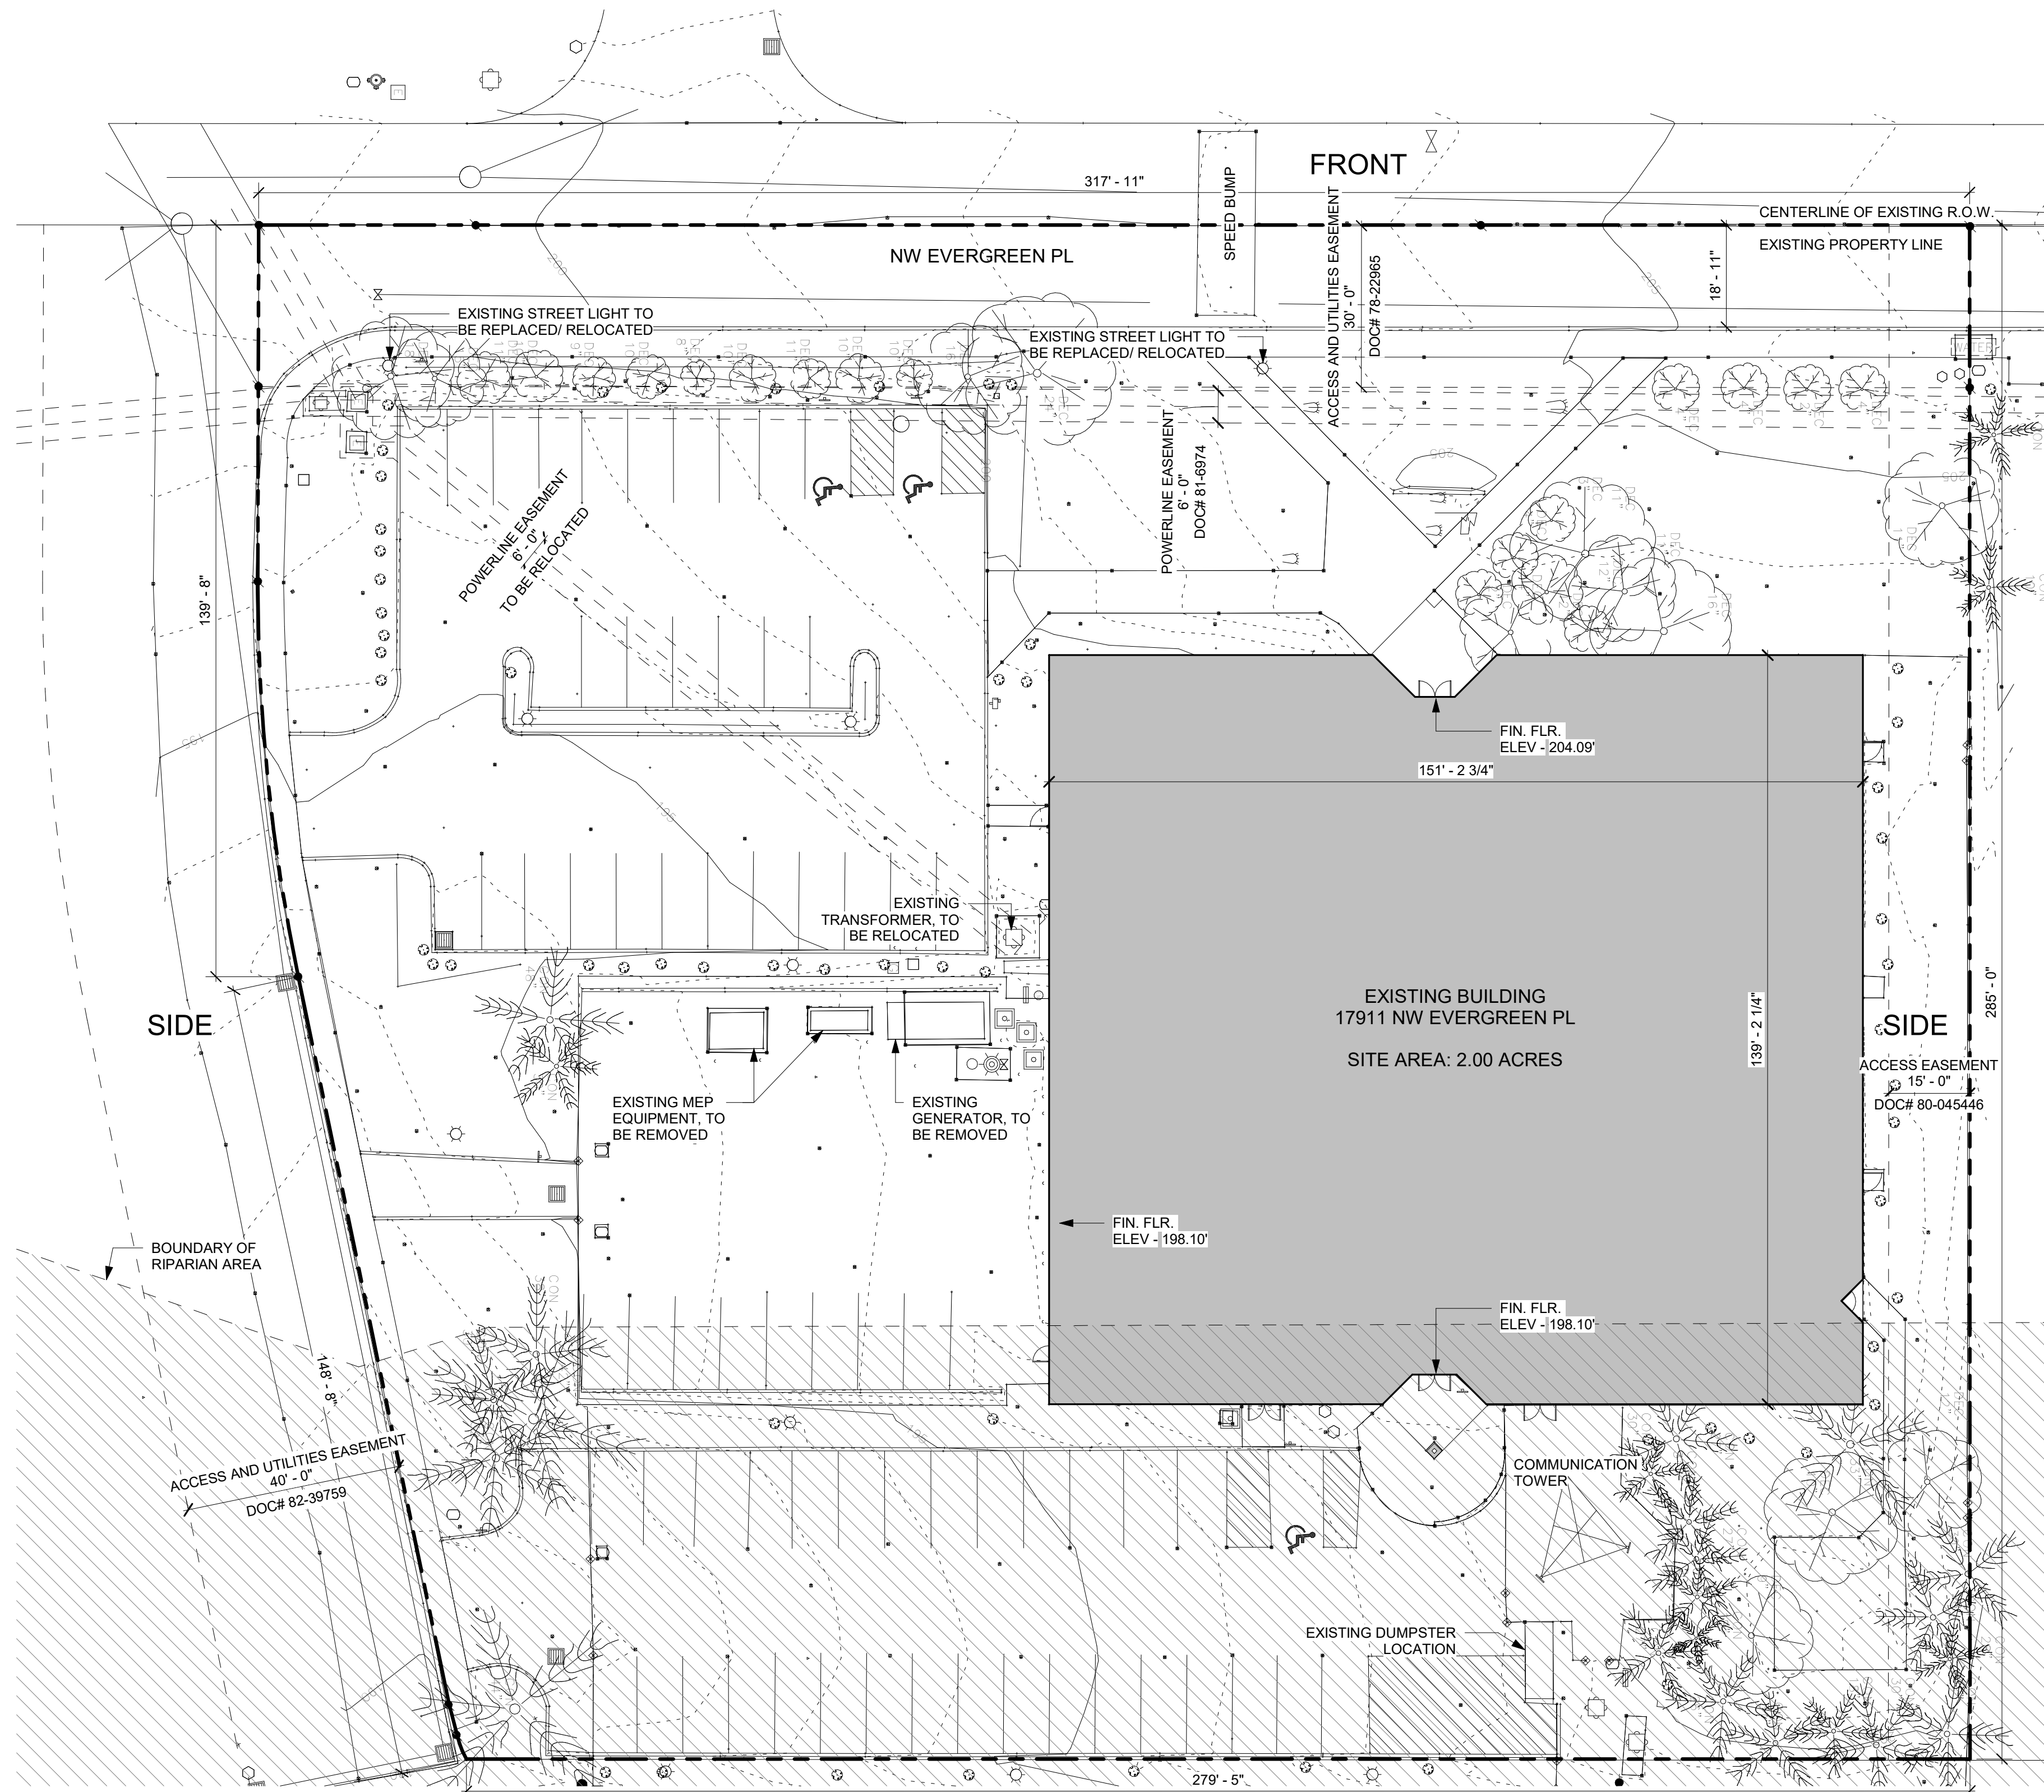 FRONT
317' - 11"
CENTERLINE OF EXISTING R.O.W.
EXISTING PROPERTY LINE
NW EVERGREEN PL
SPEED BUMP
ACCESS AND UTILITIES EASEMENT
30' - 0"
DOC# 78-22965
18' - 11"
EXISTING STREET LIGHT TO
BE REPLACED/ RELOCATED
EXISTING STREET LIGHT TO
BE REPLACED/ RELOCATED
WATER
POWERLINE EASEMENT
6' - 0"
DOC# 81-6974
POWERLINE EASEMENT
6' - 0"
TO BE RELOCATED
139' - 8"
205
205
195
195
FIN. FLR.
ELEV - 204.09'
151' - 2 3/4"
EXISTING
TRANSFORMER, TO
BE RELOCATED
SIDE
EXISTING BUILDING
17911 NW EVERGREEN PL
SITE AREA: 2.00 ACRES
139' - 2 1/4"
285' - 0"
SIDE
ACCESS EASEMENT
15' - 0"
DOC# 80-045446
EXISTING MEP
EQUIPMENT, TO
BE REMOVED
EXISTING
GENERATOR, TO
BE REMOVED
FIN. FLR.
ELEV - 198.10'
BOUNDARY OF
RIPARIAN AREA
FIN. FLR.
ELEV - 198.10'
148' - 8"
ACCESS AND UTILITIES EASEMENT
40' - 0"
DOC# 82-39759
COMMUNICATION
TOWER
EXISTING DUMPSTER
LOCATION
279' - 5"